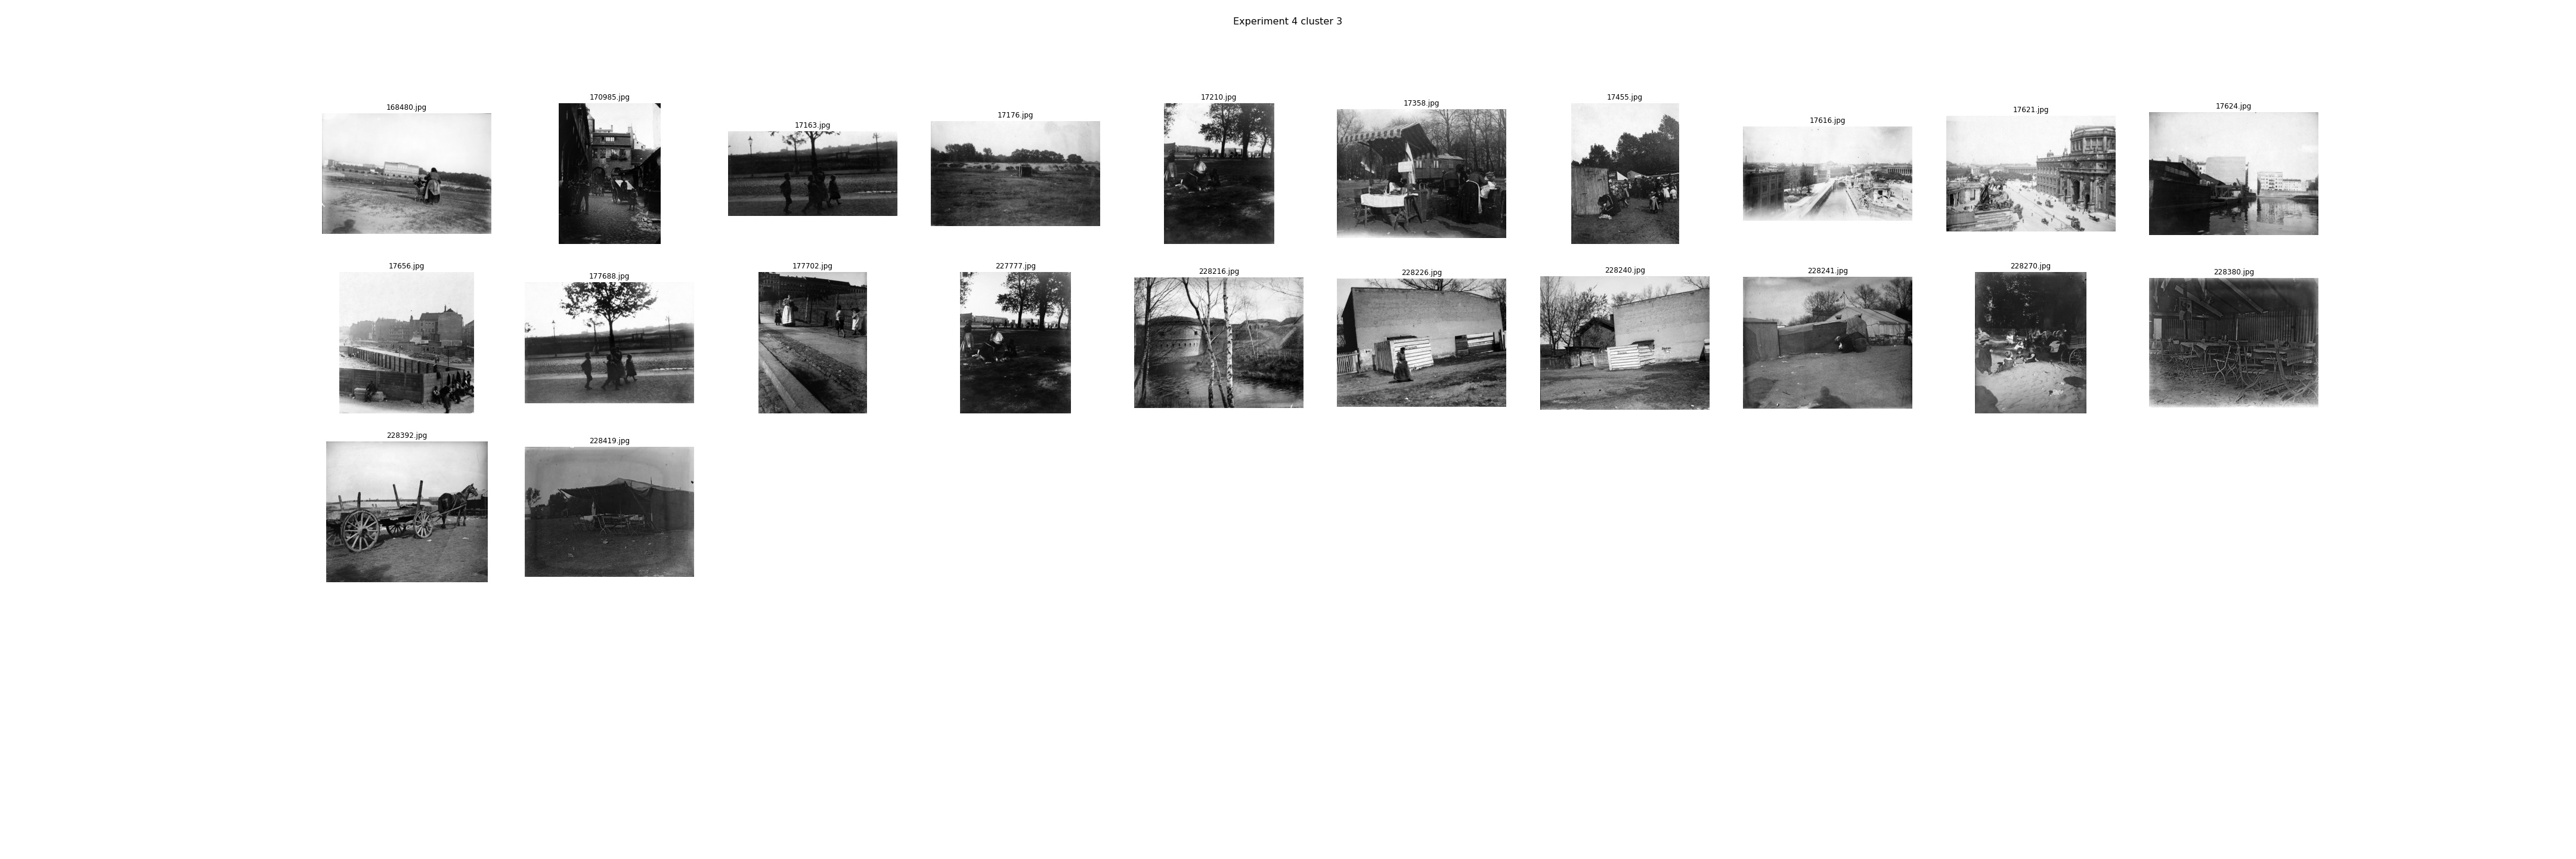 Experiment 4 cluster 3
168480.jpg
170985.jpg
17163.jpg
17176.jpg
17210.jpg
17358.jpg
17455.jpg
17616.jpg
17621.jpg
17624.jpg
17656.jpg
177688.jpg
177702.jpg
227777.jpg
228216.jpg
228226.jpg
228240.jpg
228241.jpg
228270.jpg
228380.jpg
228392.jpg
228419.jpg